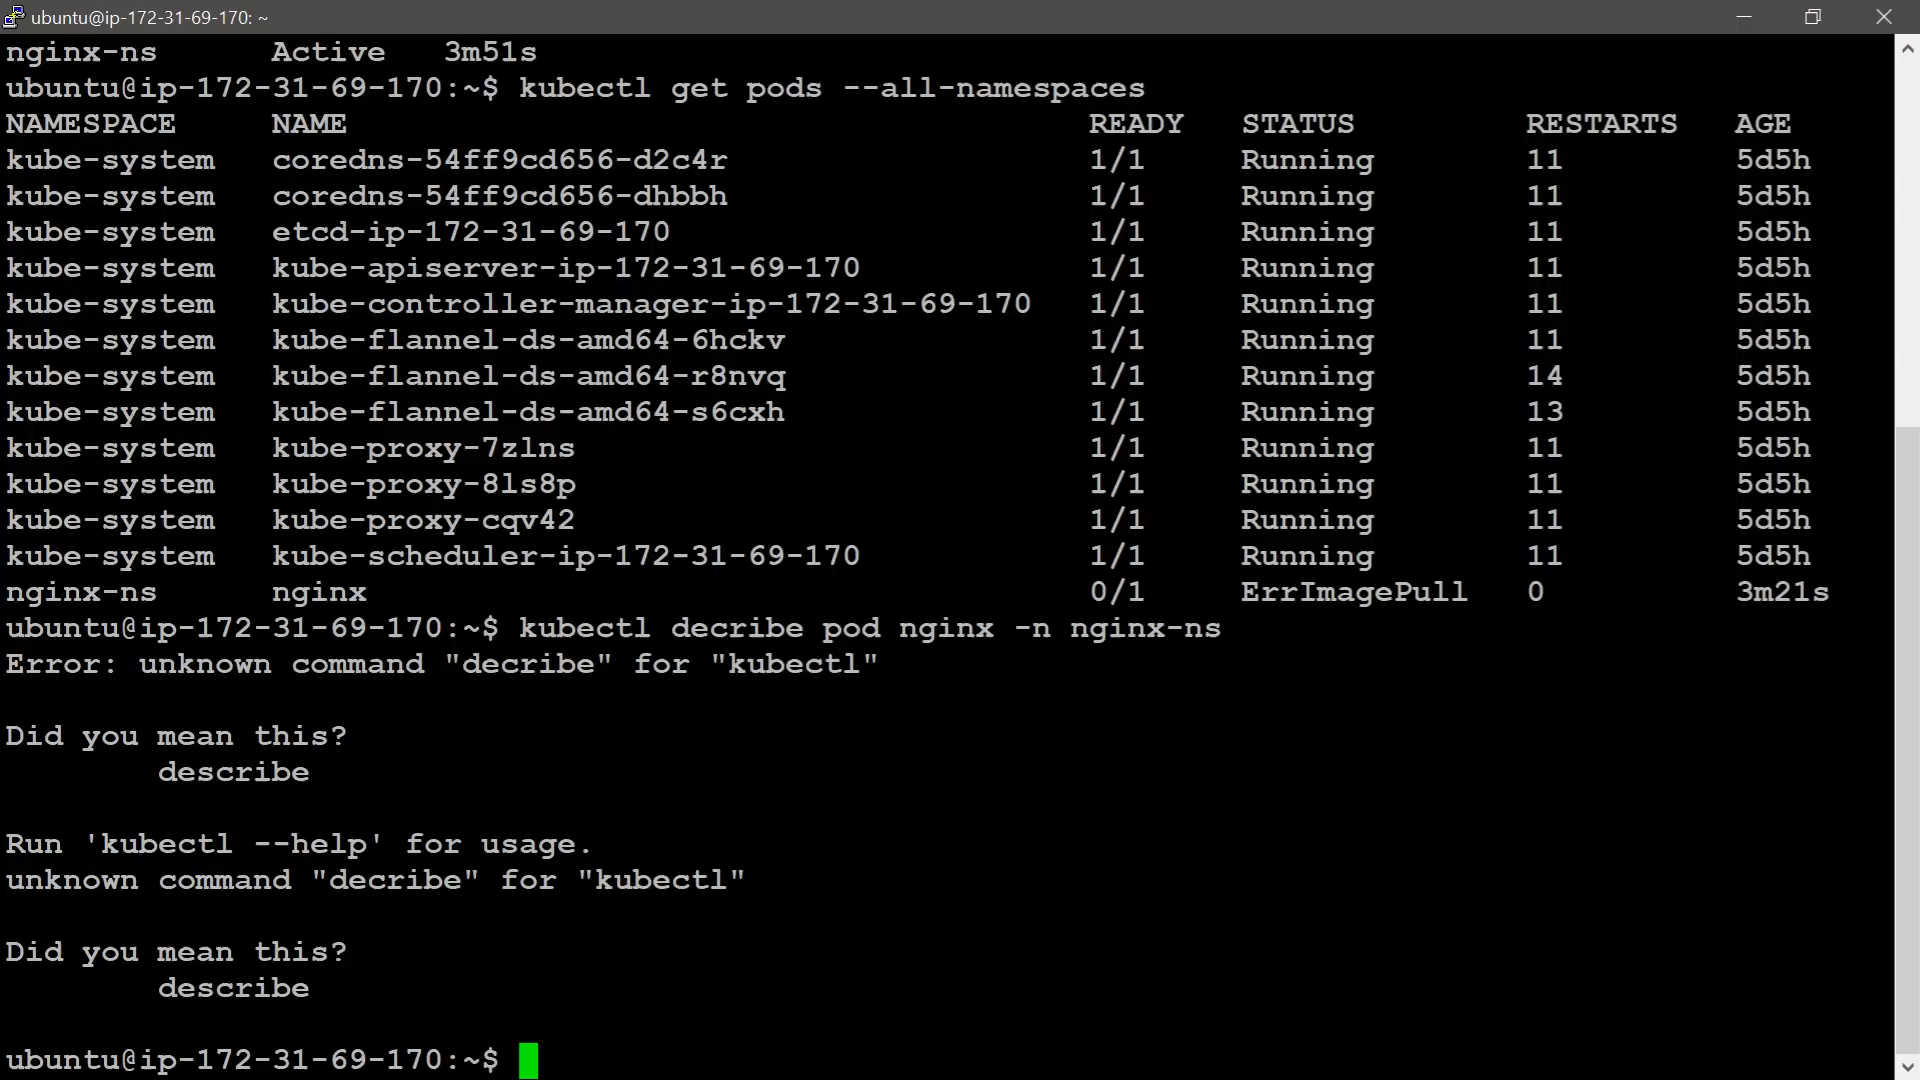 ubuntu@ip-172-31-69-170: ~
nginx-ns Active 3m51s
ubuntu@ip-172-31-69-170:~$ kubectl get pods --all-namespaces
NAMESPACE NAME READY STATUS RESTARTS AGE
kube-system coredns-54ff9cd656-d2c4r 1/1 Running 11 5d5h
kube-system coredns-54ff9cd656-dhbbh 1/1 Running 11 5d5h
kube-system etcd-ip-172-31-69-170 1/1 Running 11 5d5h
kube-system kube-apiserver-ip-172-31-69-170 1/1 Running 11 5d5h
kube-system kube-controller-manager-ip-172-31-69-170 1/1 Running 11 5d5h
kube-system kube-flannel-ds-amd64-6hckv 1/1 Running 11 5d5h
kube-system kube-flannel-ds-amd64-r8nvq 1/1 Running 14 5d5h
kube-system kube-flannel-ds-amd64-s6cxh 1/1 Running 13 5d5h
kube-system kube-proxy-7zlns 1/1 Running 11 5d5h
kube-system kube-proxy-8ls8p 1/1 Running 11 5d5h
kube-system kube-proxy-cqv42 1/1 Running 11 5d5h
kube-system kube-scheduler-ip-172-31-69-170 1/1 Running 11 5d5h
nginx-ns nginx 0/1 ErrImagePull 0 3m21s
ubuntu@ip-172-31-69-170:~$ kubectl decribe pod nginx -n nginx-ns
Error: unknown command "decribe" for "kubectl"
Did you mean this?
describe
Run 'kubectl --help' for usage.
unknown command "decribe" for "kubectl"
Did you mean this?
describe
ubuntu@ip-172-31-69-170:~$